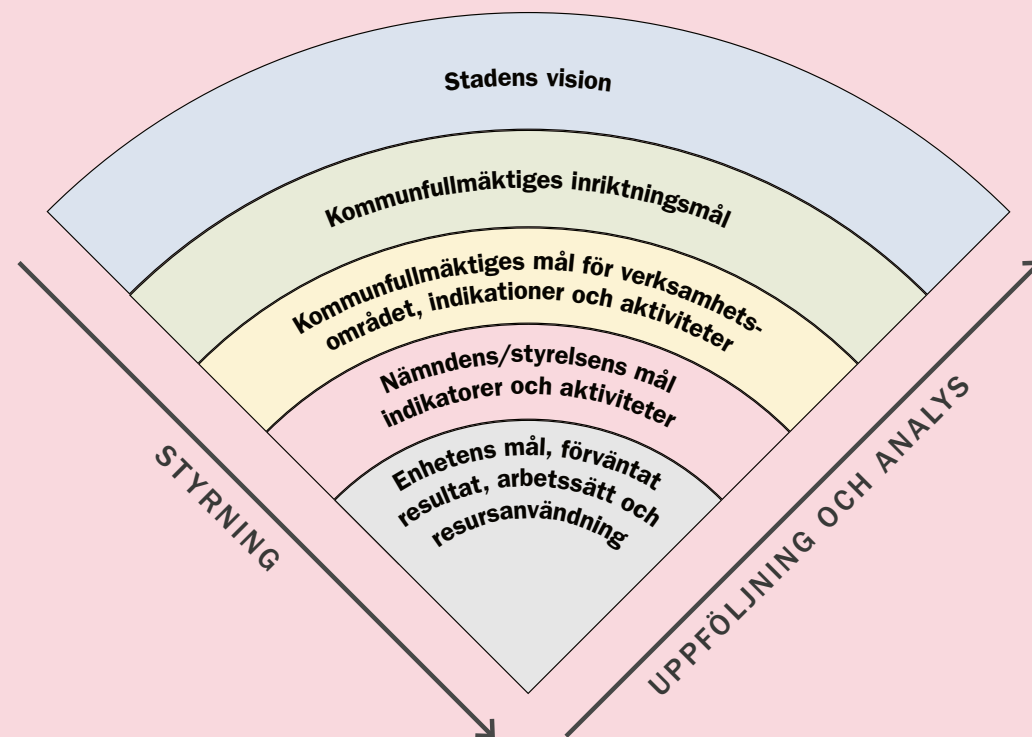 Stadens vision
Kommunfullmäktiges inriktningsmål
Kommunfullmäktiges mål för verksamhets-
området, indikationer och aktiviteter
Nämndens/styrelsens mål
indikatorer och aktiviteter
Enhetens mål, förväntat
resultat, arbetssätt och
resursanvändning
STYRNING
UPPFÖLJNING OCH ANALYS